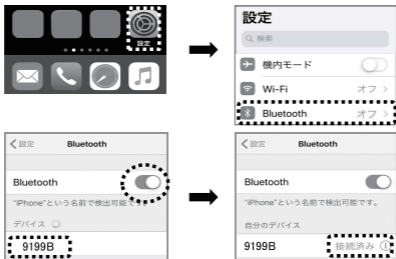 設定
設定
検索
機内モード
Wi-Fi
オフ
Bluetooth
オフ
設定
Bluetooth
Bluetooth
"iPhone"という名前で検出可能です。
デバイス
9199B
設定
Bluetooth
Bluetooth
"iPhone"という名前で検出可能です。
自分のデバイス
9199B
接続済み